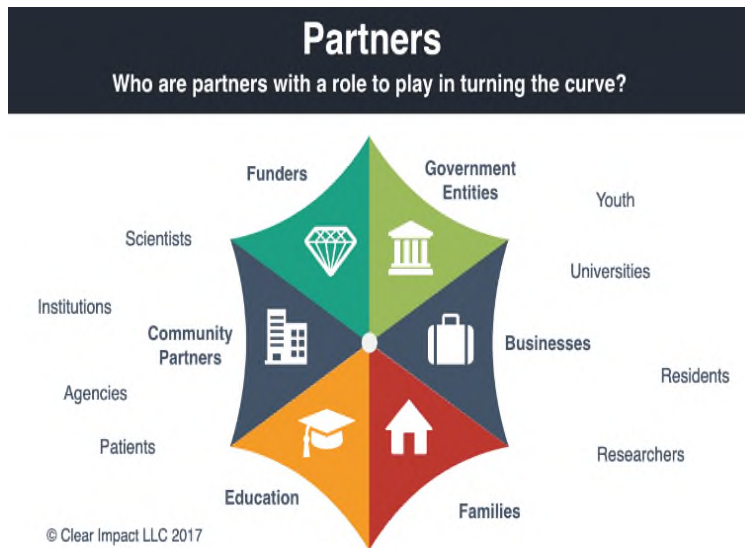 Partners
Who are partners with a role to play in turning the curve?
Funders
Government
Entities
Youth
Scientists
Universities
Institutions
Community
Partners
Businesses
Residents
Agencies
Patients
Researchers
Education
Families
© Clear Impact LLC 2017